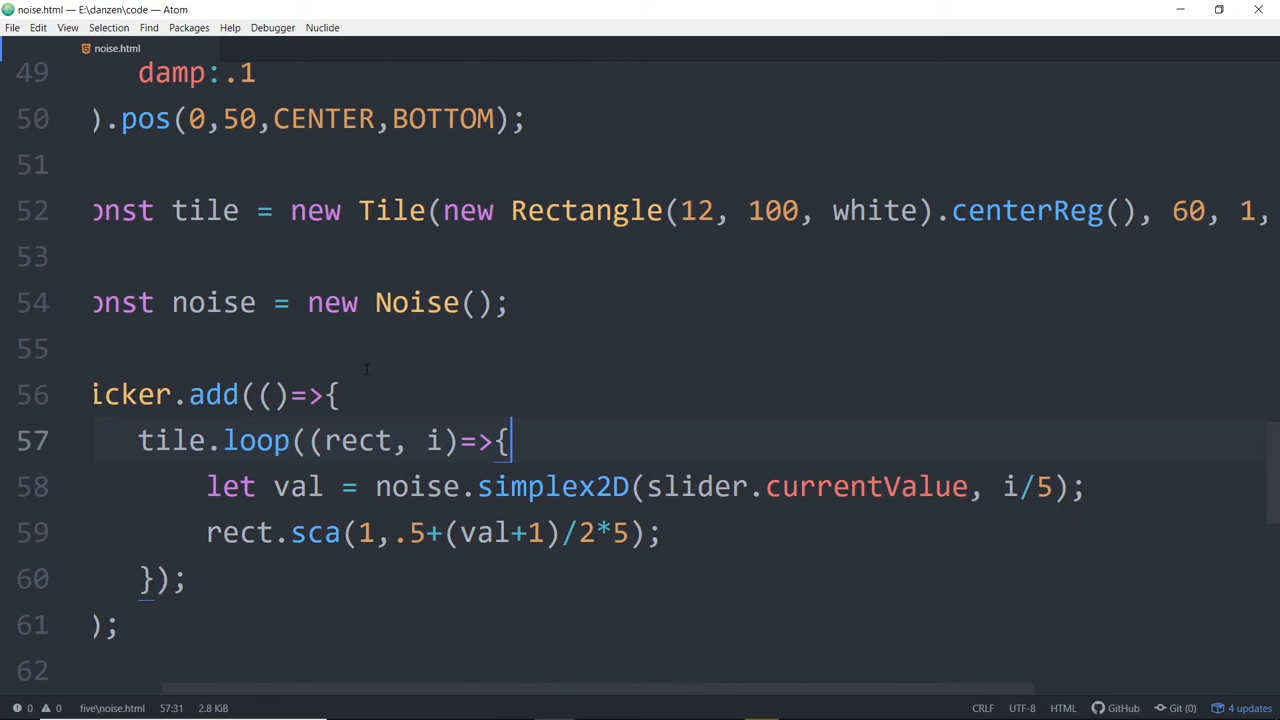 noise.html — E:\danzen\code — Atom
File Edit View Selection Find Packages Help Debugger Nuclide
noise.html
49 damp:.1
50 ).pos(0,50,CENTER,BOTTOM);
51
52 onst tile = new Tile(new Rectangle(12, 100, white).centerReg(), 60, 1,
53
54 onst noise = new Noise();
55
56 icker.add(()=>{
57 tile.loop((rect, i)=>{
58 let val = noise.simplex2D(slider.currentValue, i/5);
59 rect.sca(1,.5+(val+1)/2*5);
60 });
61 );
62
0 0 five\noise.html 57:31 2.8 KiB CRLF UTF-8 HTML GitHub Git (0) 4 updates